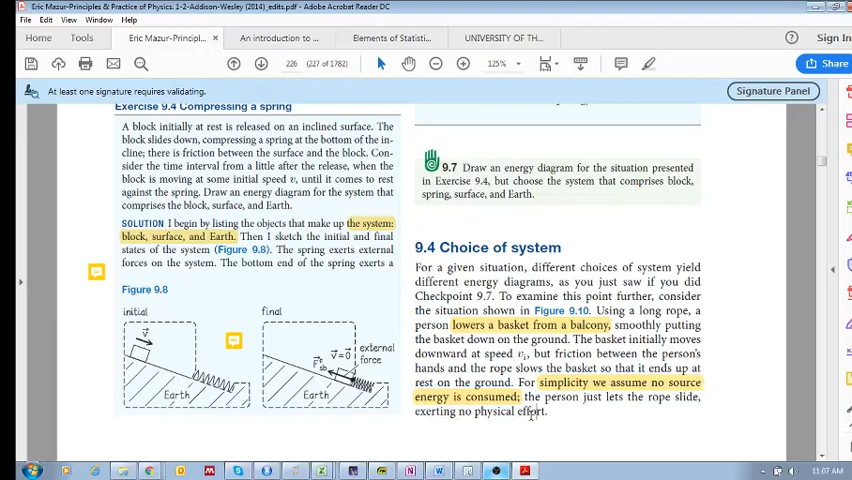 Eric Mazur-Principles & Practice of Physics. 1-2-Addison-Wesley (2014)_edits.pdf - Adobe Acrobat Reader DC
File Edit View Window Help
Home Tools Eric Mazur-Principl... × An introduction to ... Elements of Statisti... UNIVERSITY OF TH... Sign In
226 (227 of 1782) 125% Share
At least one signature requires validating. Signature Panel
Exercise 9.4 Compressing a spring
A block initially at rest is released on an inclined surface. The
block slides down, compressing a spring at the bottom of the in-
cline; there is friction between the surface and the block. Con-
sider the time interval from a little after the release, when the
block is moving at some initial speed v, until it comes to rest
against the spring. Draw an energy diagram for the system that
comprises the block, surface, and Earth.
SOLUTION I begin by listing the objects that make up the system:
block, surface, and Earth. Then I sketch the initial and final
states of the system (Figure 9.8). The spring exerts external
forces on the system. The bottom end of the spring exerts a
Figure 9.8
initial
v
Earth
final
v=0
external
force
F sb
Earth
9.7 Draw an energy diagram for the situation presented
in Exercise 9.4, but choose the system that comprises block,
spring, surface, and Earth.
9.4 Choice of system
For a given situation, different choices of system yield
different energy diagrams, as you just saw if you did
Checkpoint 9.7. To examine this point further, consider
the situation shown in Figure 9.10. Using a long rope, a
person lowers a basket from a balcony, smoothly putting
the basket down on the ground. The basket initially moves
downward at speed vi, but friction between the person's
hands and the rope slows the basket so that it ends up at
rest on the ground. For simplicity we assume no source
energy is consumed; the person just lets the rope slide,
exerting no physical effort.
11:07 AM